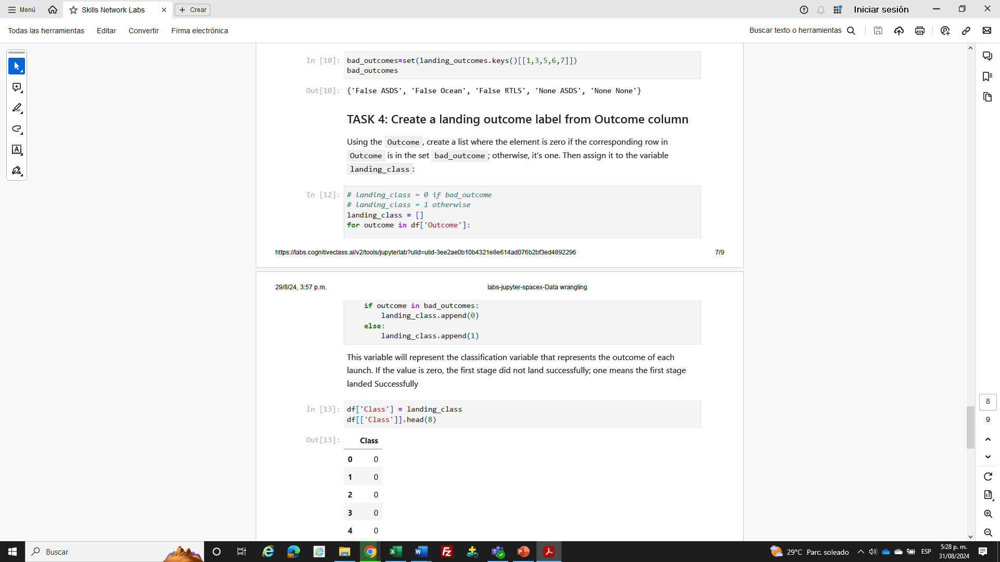 Menú
Skills Network Labs
Crear
Iniciar sesión
Todas las herramientas
Editar
Convertir
Firma electrónica
Buscar texto o herramientas
In [10]: bad_outcomes=set(landing_outcomes.keys()[[1,3,5,6,7]])
bad_outcomes
Out[10]: {'False ASDS', 'False Ocean', 'False RTLS', 'None ASDS', 'None None'}
TASK 4: Create a landing outcome label from Outcome column
Using the Outcome , create a list where the element is zero if the corresponding row in
Outcome is in the set bad_outcome ; otherwise, it's one. Then assign it to the variable
landing_class :
In [12]: # landing_class = 0 if bad_outcome
# landing_class = 1 otherwise
landing_class = []
for outcome in df['Outcome']:
https://labs.cognitiveclass.ai/v2/tools/jupyterlab?ulid=ulid-3ee2ae0b10b4321e8e614ad076b2bf3ed4892296
7/9
29/8/24, 3:57 p.m.
labs-jupyter-spacex-Data wrangling
if outcome in bad_outcomes:
landing_class.append(0)
else:
landing_class.append(1)
This variable will represent the classification variable that represents the outcome of each
launch. If the value is zero, the first stage did not land successfully; one means the first stage
landed Successfully
In [13]: df['Class'] = landing_class
df[['Class']].head(8)
Out[13]: Class
0 0
1 0
2 0
3 0
4 0
8
9
Buscar
29°C Parc. soleado
ESP
5:28 p. m.
31/08/2024